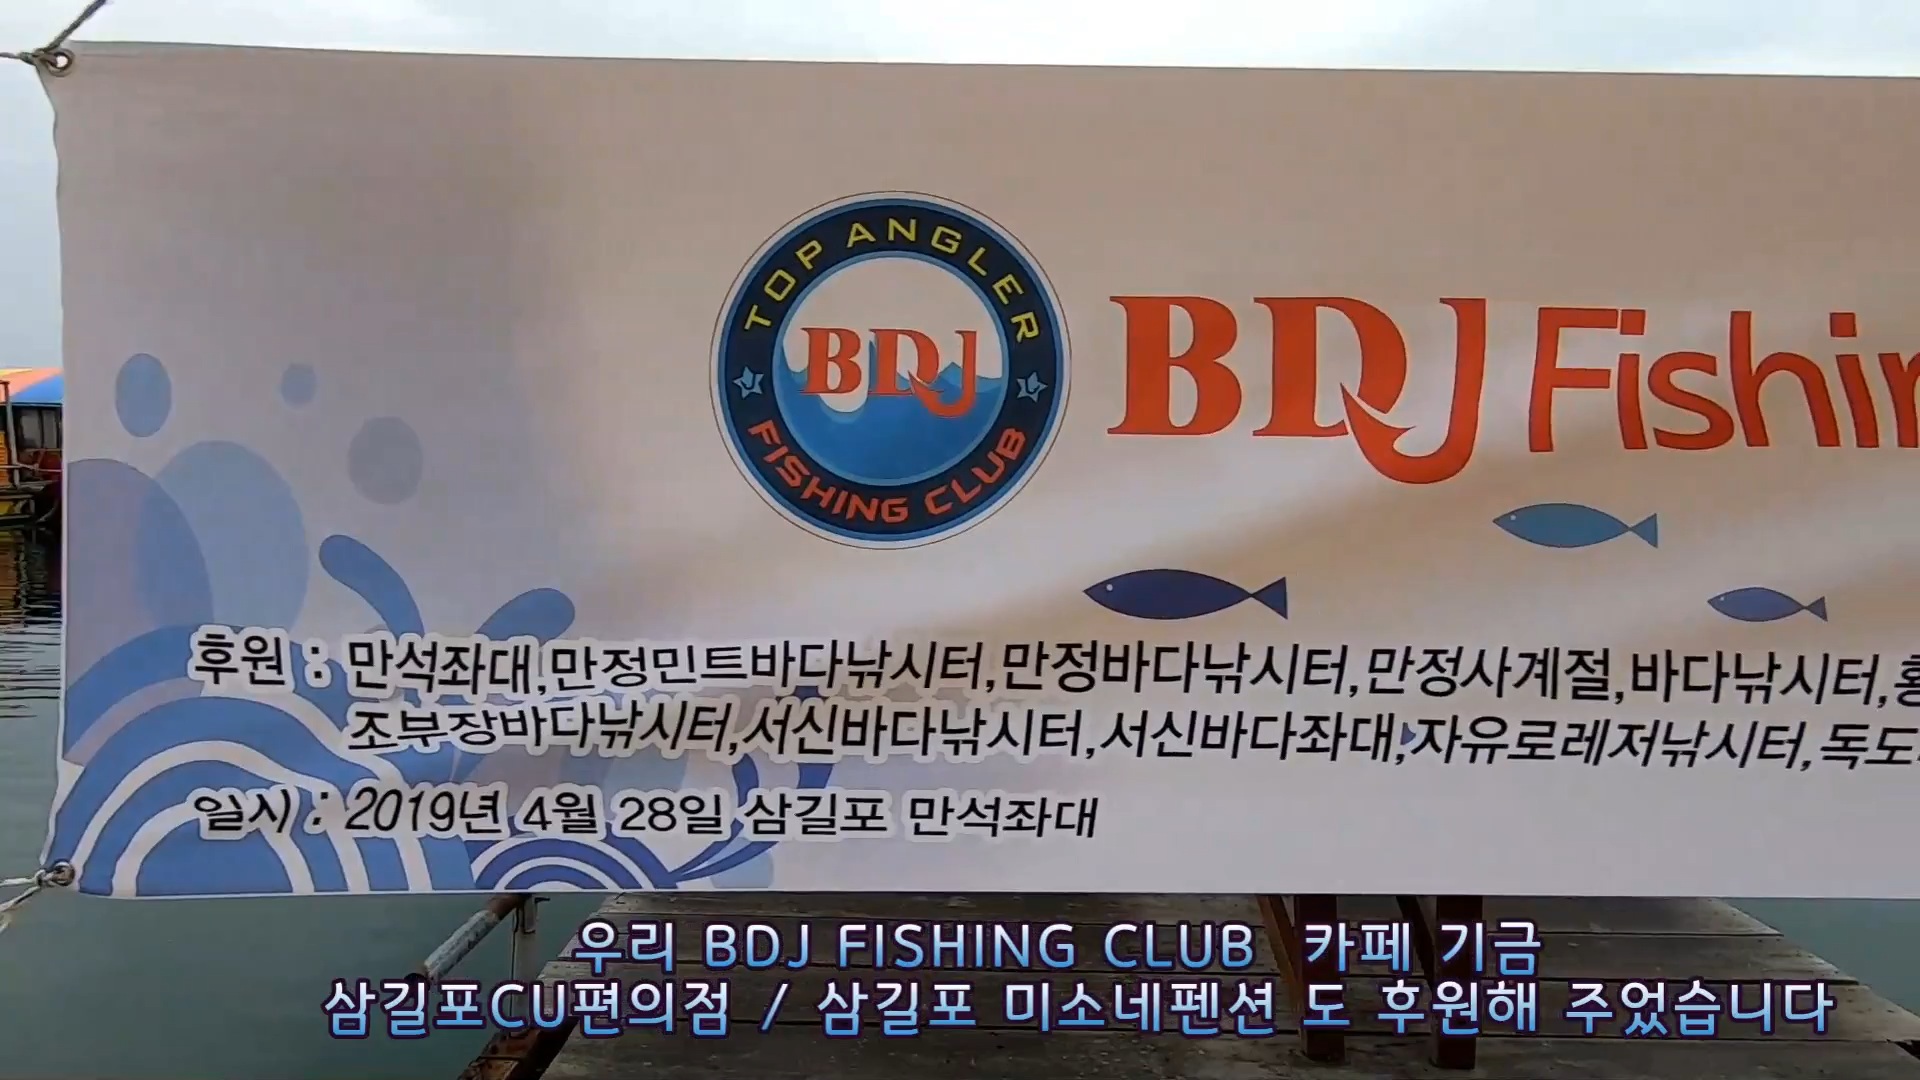 TOP ANGLER
BDJ
FISHING CLUB
BDJ Fishin
후원 : 만석좌대,만정민트바다낚시터,만정바다낚시터,만정사계절,바다낚시터,
조부장바다낚시터,서신바다낚시터,서신바다좌대,자유로레저낚시터,독도
일시 : 2019년 4월 28일 삼길포 만석좌대
우리 BDJ FISHING CLUB 카페 기금
삼길포CU편의점 / 삼길포 미소네펜션 도 후원해 주었습니다